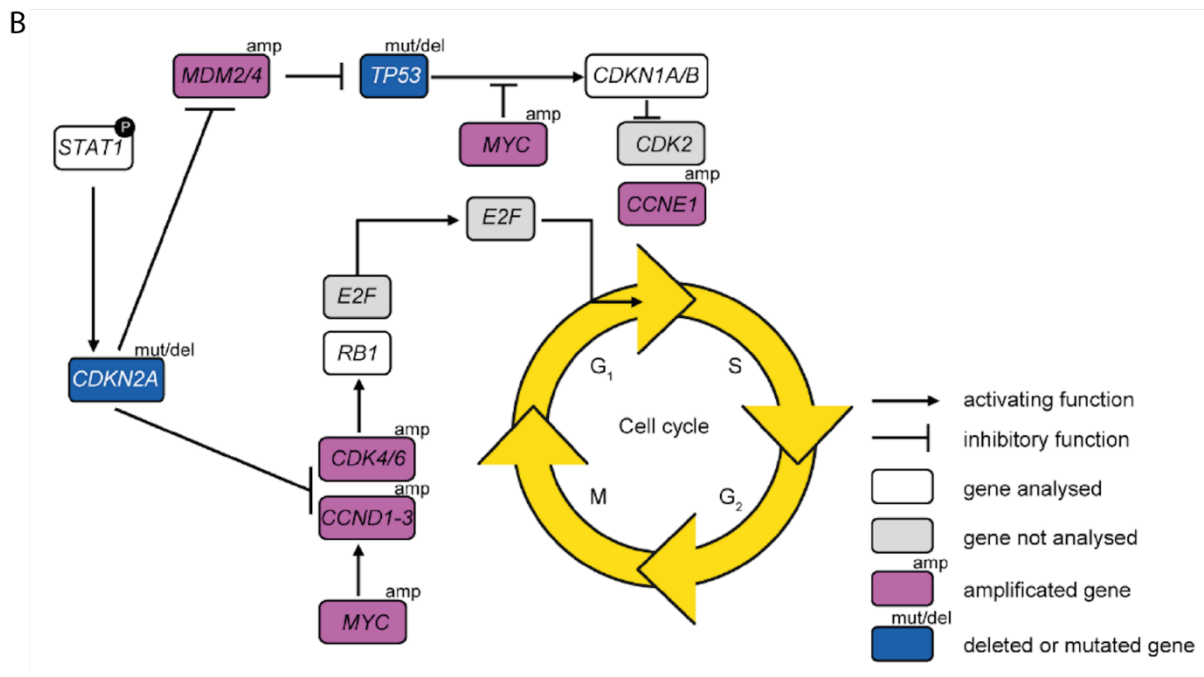 B
amp
MDM2/4
mut/del
TP53
CDKN1A/B
amp
MYC
CDK2
amp
CCNE1
P
STAT1
E2F
E2F
RB1
mut/del
CDKN2A
amp
CDK4/6
amp
CCND1-3
amp
MYC
G1
S
Cell cycle
M
G2
activating function
inhibitory function
gene analysed
gene not analysed
amp
amplificated gene
mut/del
deleted or mutated gene